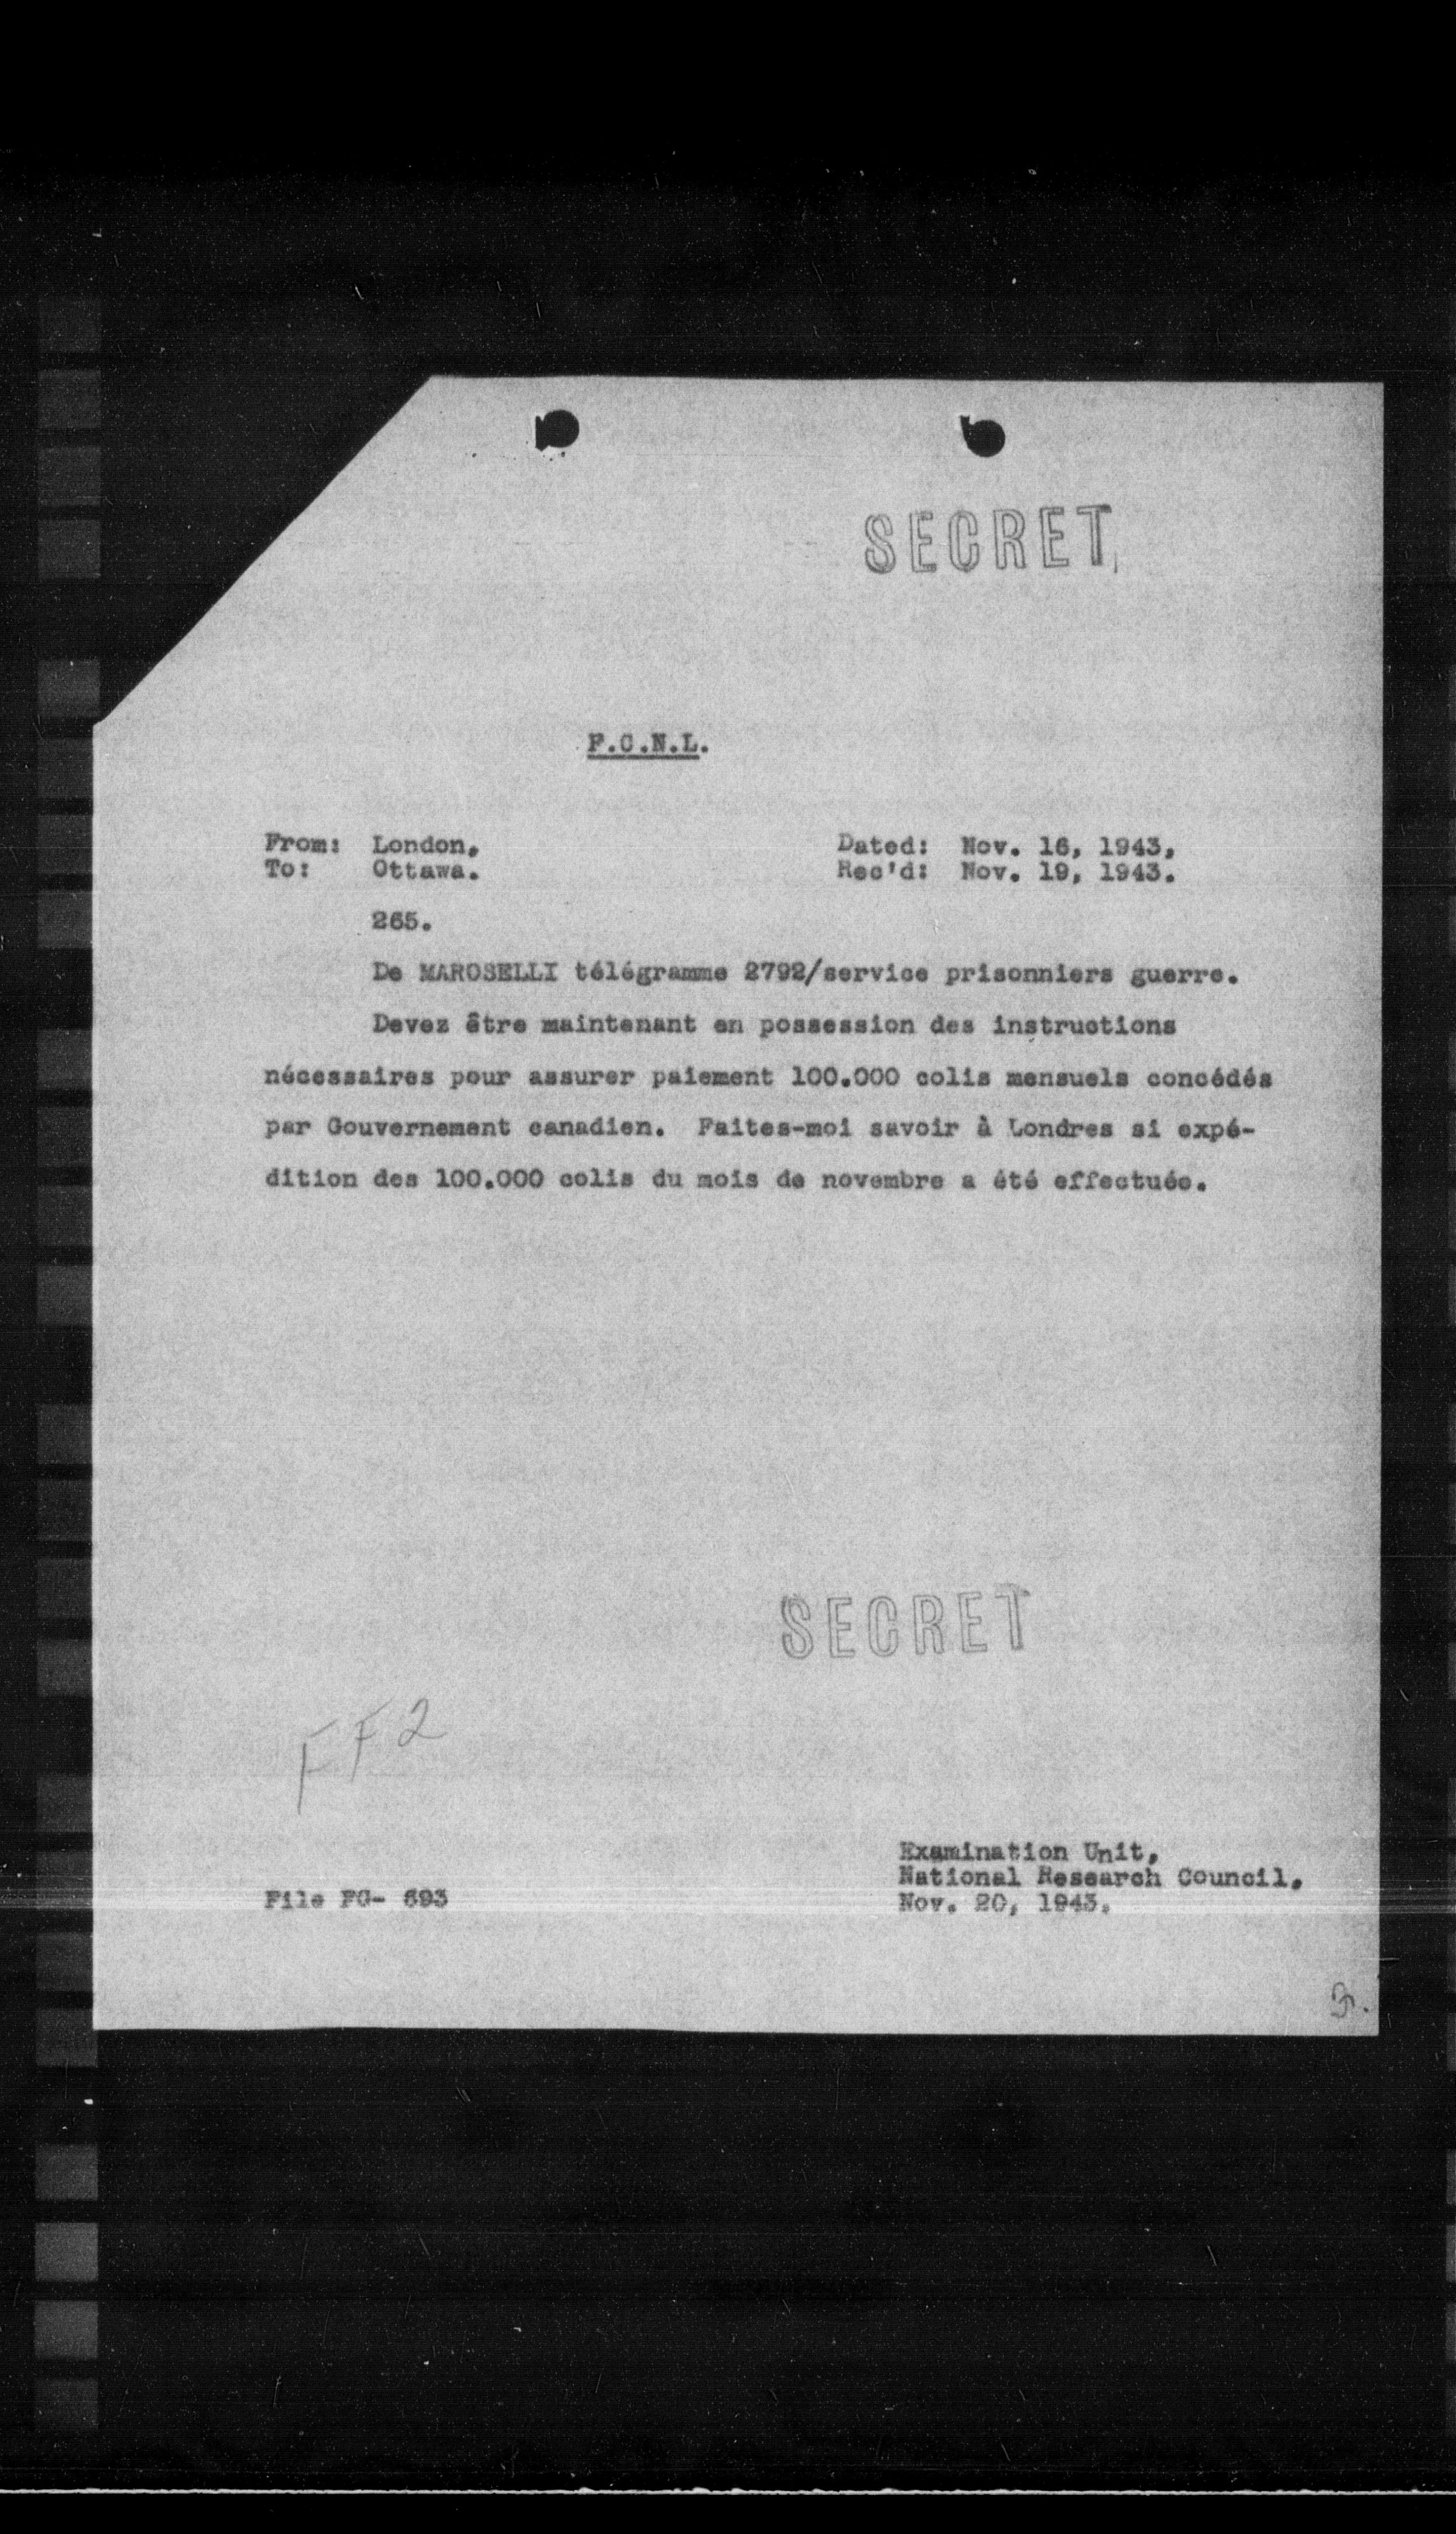 SECRET
F.C.N.L.
From: London.
To: Ottawa.
Dated: Nov. 16, 1943.
Rec'd: Nov. 19, 1943.
265.
De MAROSELLI télégramme 2792/service prisonniers guerre.
Devez être maintenant en possession des instructions
nécessaires pour assurer paiement 100.000 colis mensuels concédés
par Gouvernement canadien. Faites-moi savoir à Londres si expé-
dition des 100.000 colis du mois de novembre a été effectuée.
SECRET
FF2
Examination Unit,
National Research Council.
Nov. 20, 1943.
File FG- 693